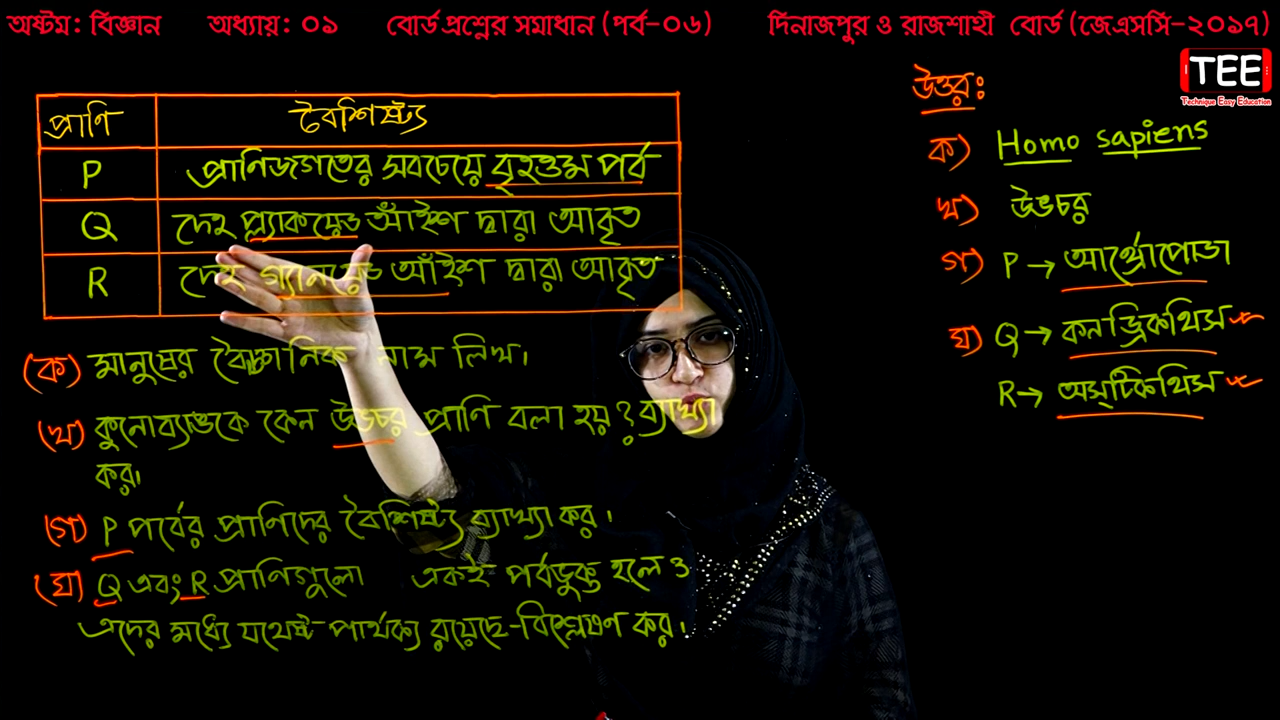 অষ্টম: বিজ্ঞান অধ্যায়: ০১ বোর্ড প্রশ্নের সমাধান (পর্ব-০৬) দিনাজপুর ও রাজশাহী বোর্ড (জেএসসি-২০১৭)
TEE
Technique Easy Education
প্রাণি বৈশিষ্ট্য
P প্রাণিজগতের সবচেয়ে বৃহত্তম পর্ব
Q দেহ প্ল্যাকয়েড আঁইশ দ্বারা আবৃত
R দেহ গ্যানয়েড আঁইশ দ্বারা আবৃত
(ক) মানুষের বৈজ্ঞানিক নাম লিখ।
(খ) কুনোব্যাঙকে কেন উভচর প্রাণি বলা হয়? ব্যাখ্যা
কর।
(গ) P পর্বের প্রাণিদের বৈশিষ্ট্য ব্যাখ্যা কর।
(ঘ) Q এবং R প্রাণিগুলো একই পর্বভুক্ত হলেও
এদের মধ্যে যথেষ্ট পার্থক্য রয়েছে-বিশ্লেষণ কর।
উত্তর:
ক) Homo sapiens
খ) উভচর
গ) P → আর্থ্রোপোডা
ঘ) Q → কনড্রিকথিস
R → অস্টিকথিস